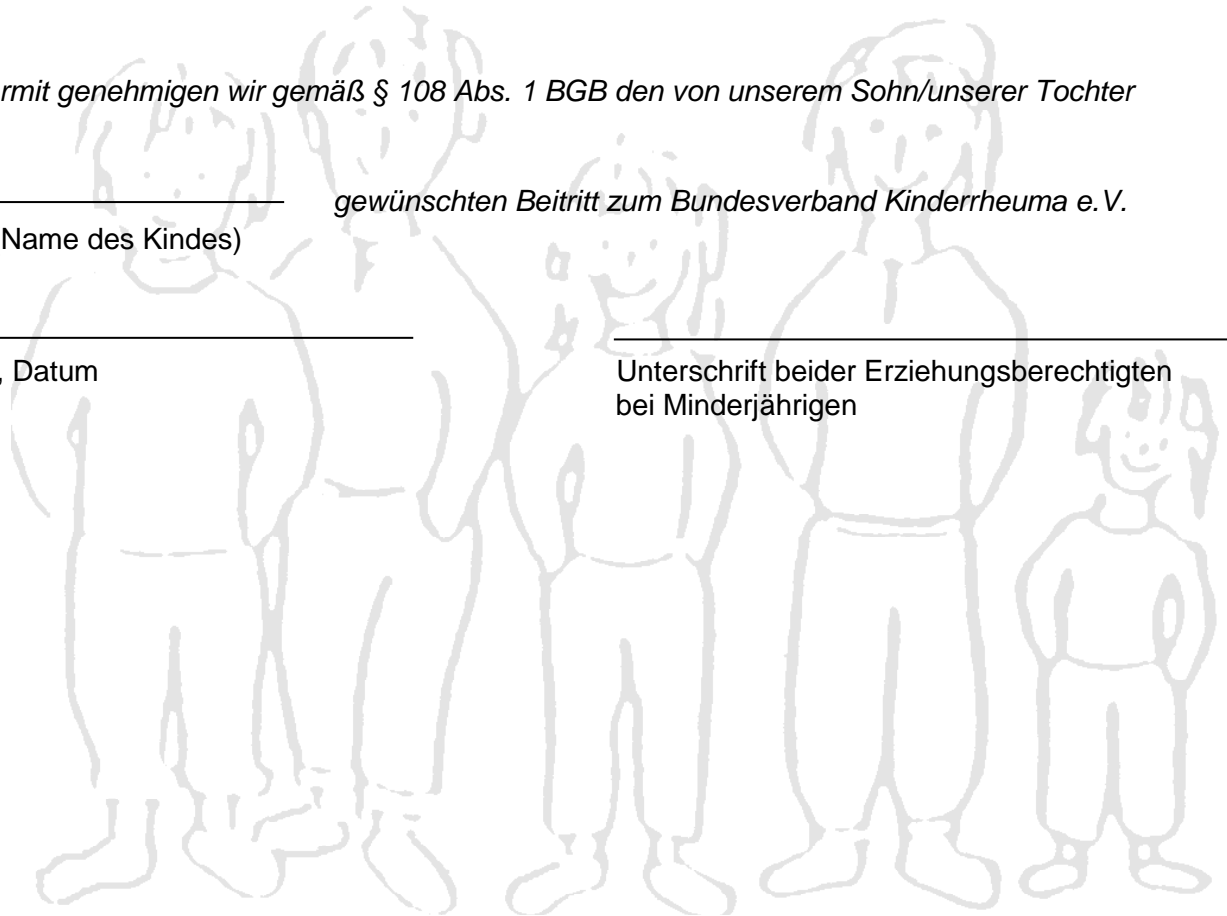 rmit genehmigen wir gemäß § 108 Abs. 1 BGB den von unserem Sohn/unserer Tochter
gewünschten Beitritt zum Bundesverband Kinderrheuma e.V.
Name des Kindes)
, Datum
Unterschrift beider Erziehungsberechtigten
bei Minderjährigen